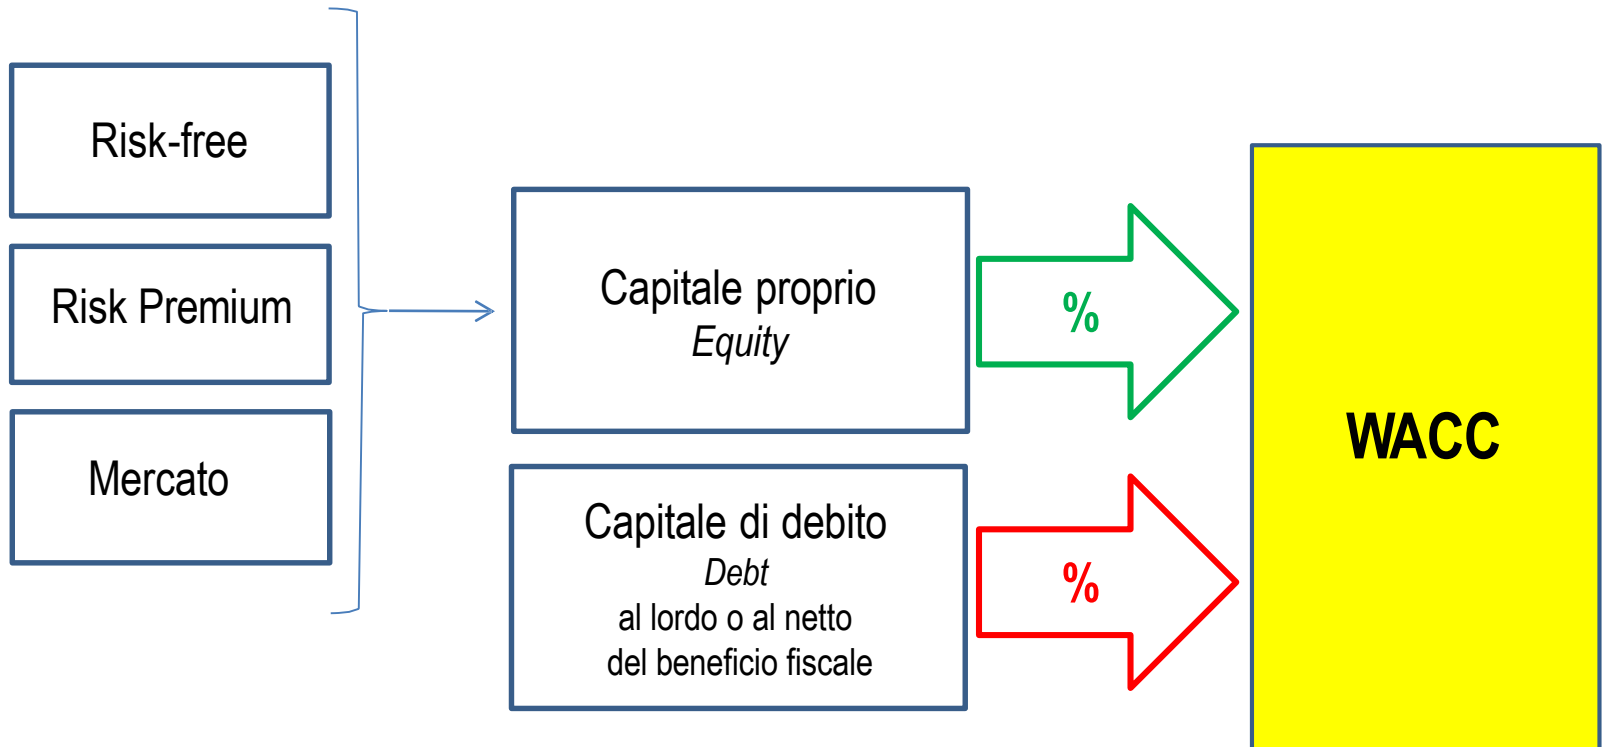 Risk-free
Risk Premium
Mercato
Capitale proprio
Equity
%
Capitale di debito
Debt
al lordo o al netto
del beneficio fiscale
%
WACC